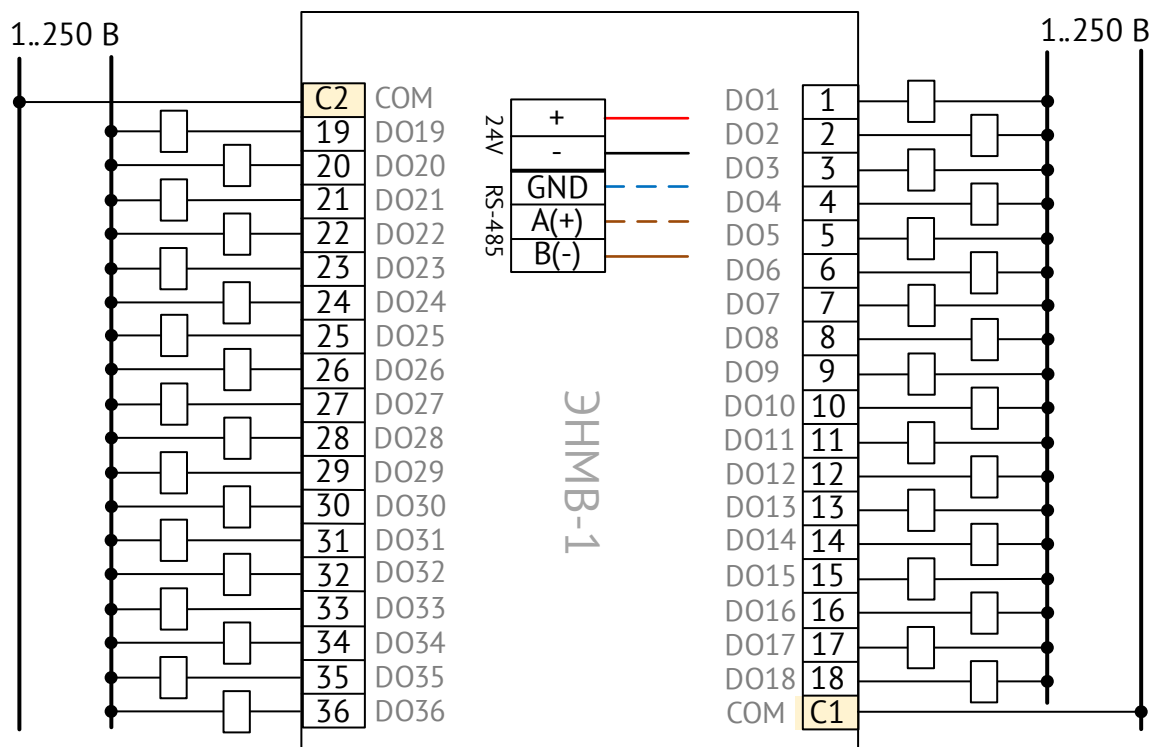 1..250 В
1..250 В
C2 COM
19 DO19
20 DO20
21 DO21
22 DO22
23 DO23
24 DO24
25 DO25
26 DO26
27 DO27
28 DO28
29 DO29
30 DO30
31 DO31
32 DO32
33 DO33
34 DO34
35 DO35
36 DO36
24V
+
-
RS-485
GND
A(+)
B(-)
ЭНМВ-1
DO1 1
DO2 2
DO3 3
DO4 4
DO5 5
DO6 6
DO7 7
DO8 8
DO9 9
DO10 10
DO11 11
DO12 12
DO13 13
DO14 14
DO15 15
DO16 16
DO17 17
DO18 18
COM C1